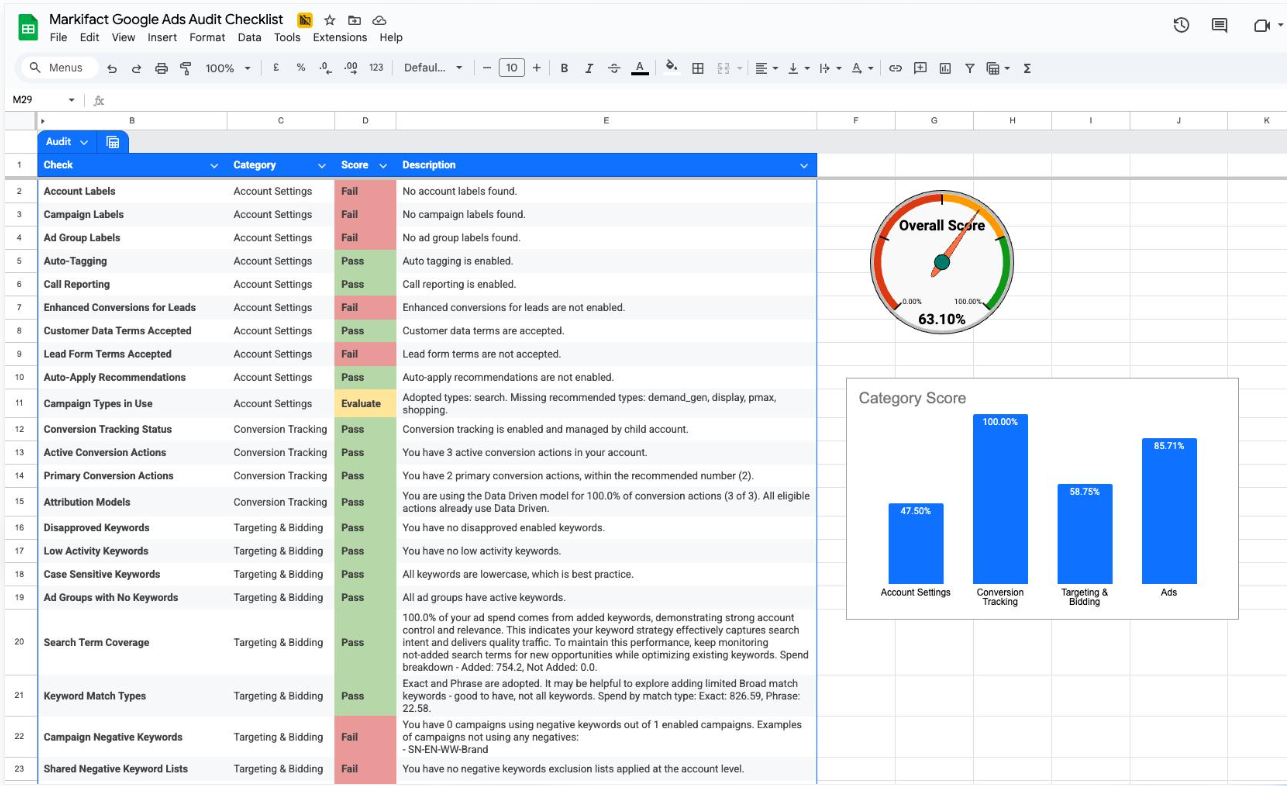 Markifact Google Ads Audit Checklist
File Edit View Insert Format Data Tools Extensions Help
Menus 100% £ % .0 .00 123 Defaul... 10 B I A
M29 fx
B C D E F G H I J K
Audit
1 Check Category Score Description
2 Account Labels Account Settings Fail No account labels found.
3 Campaign Labels Account Settings Fail No campaign labels found.
4 Ad Group Labels Account Settings Fail No ad group labels found.
5 Auto-Tagging Account Settings Pass Auto tagging is enabled.
6 Call Reporting Account Settings Pass Call reporting is enabled.
7 Enhanced Conversions for Leads Account Settings Fail Enhanced conversions for leads are not enabled.
8 Customer Data Terms Accepted Account Settings Pass Customer data terms are accepted.
9 Lead Form Terms Accepted Account Settings Fail Lead form terms are not accepted.
10 Auto-Apply Recommendations Account Settings Pass Auto-apply recommendations are not enabled.
11 Campaign Types in Use Account Settings Evaluate Adopted types: search. Missing recommended types: demand_gen, display, pmax,
shopping.
12 Conversion Tracking Status Conversion Tracking Pass Conversion tracking is enabled and managed by child account.
13 Active Conversion Actions Conversion Tracking Pass You have 3 active conversion actions in your account.
14 Primary Conversion Actions Conversion Tracking Pass You have 2 primary conversion actions, within the recommended number (2).
15 Attribution Models Conversion Tracking Pass You are using the Data Driven model for 100.0% of conversion actions (3 of 3). All eligible
actions already use Data Driven.
16 Disapproved Keywords Targeting & Bidding Pass You have no disapproved enabled keywords.
17 Low Activity Keywords Targeting & Bidding Pass You have no low activity keywords.
18 Case Sensitive Keywords Targeting & Bidding Pass All keywords are lowercase, which is best practice.
19 Ad Groups with No Keywords Targeting & Bidding Pass All ad groups have active keywords.
20 Search Term Coverage Targeting & Bidding Pass 100.0% of your ad spend comes from added keywords, demonstrating strong account
control and relevance. This indicates your keyword strategy effectively captures search
intent and delivers quality traffic. To maintain this performance, keep monitoring
not-added search terms for new opportunities while optimizing existing keywords. Spend
breakdown - Added: 754.2, Not Added: 0.0.
21 Keyword Match Types Targeting & Bidding Pass Exact and Phrase are adopted. It may be helpful to explore adding limited Broad match
keywords - good to have, not all keywords. Spend by match type: Exact: 826.59, Phrase:
22.58.
22 Campaign Negative Keywords Targeting & Bidding Fail You have 0 campaigns using negative keywords out of 1 enabled campaigns. Examples
of campaigns not using any negatives:
- SN-EN-WW-Brand
23 Shared Negative Keyword Lists Targeting & Bidding Fail You have no negative keywords exclusion lists applied at the account level.
Overall Score
0.00% 100.00%
63.10%
Category Score
47.50% 100.00% 58.75% 85.71%
Account Settings Conversion Targeting & Ads
Tracking Bidding